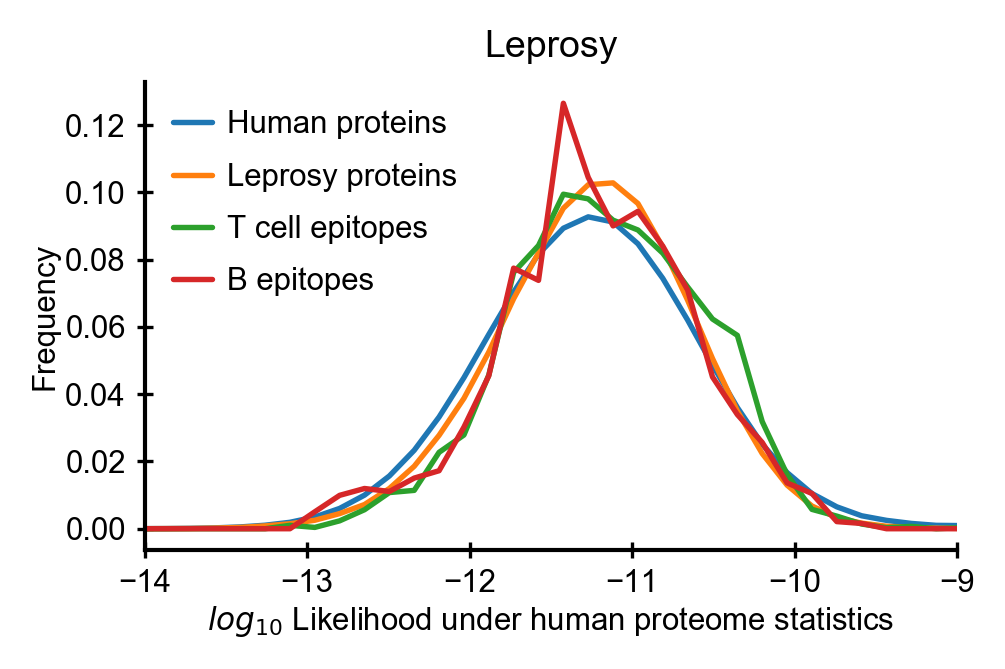 Leprosy
Human proteins
Leprosy proteins
T cell epitopes
B epitopes
Frequency
0.12
0.10
0.08
0.06
0.04
0.02
0.00
−14 −13 −12 −11 −10 −9
log₁₀ Likelihood under human proteome statistics